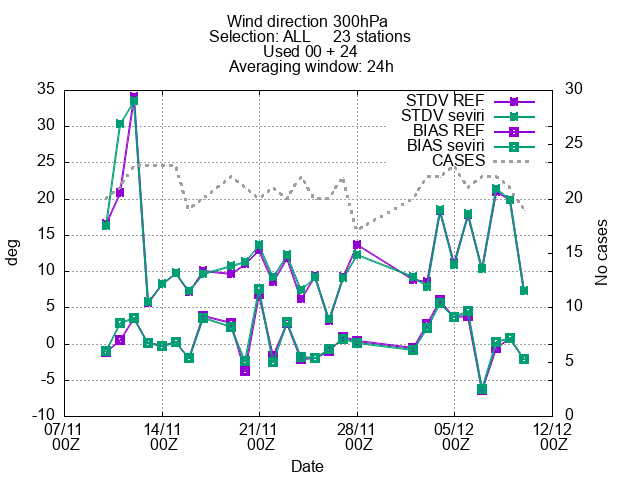 Wind direction 300hPa
Selection: ALL 23 stations
Used 00 + 24
Averaging window: 24h
STDV REF
STDV seviri
BIAS REF
BIAS seviri
CASES
35
30
25
20
15
10
5
0
-5
-10
deg
30
25
20
15
10
5
0
No cases
07/11 14/11 21/11 28/11 05/12 12/12
00Z 00Z 00Z 00Z 00Z 00Z
Date